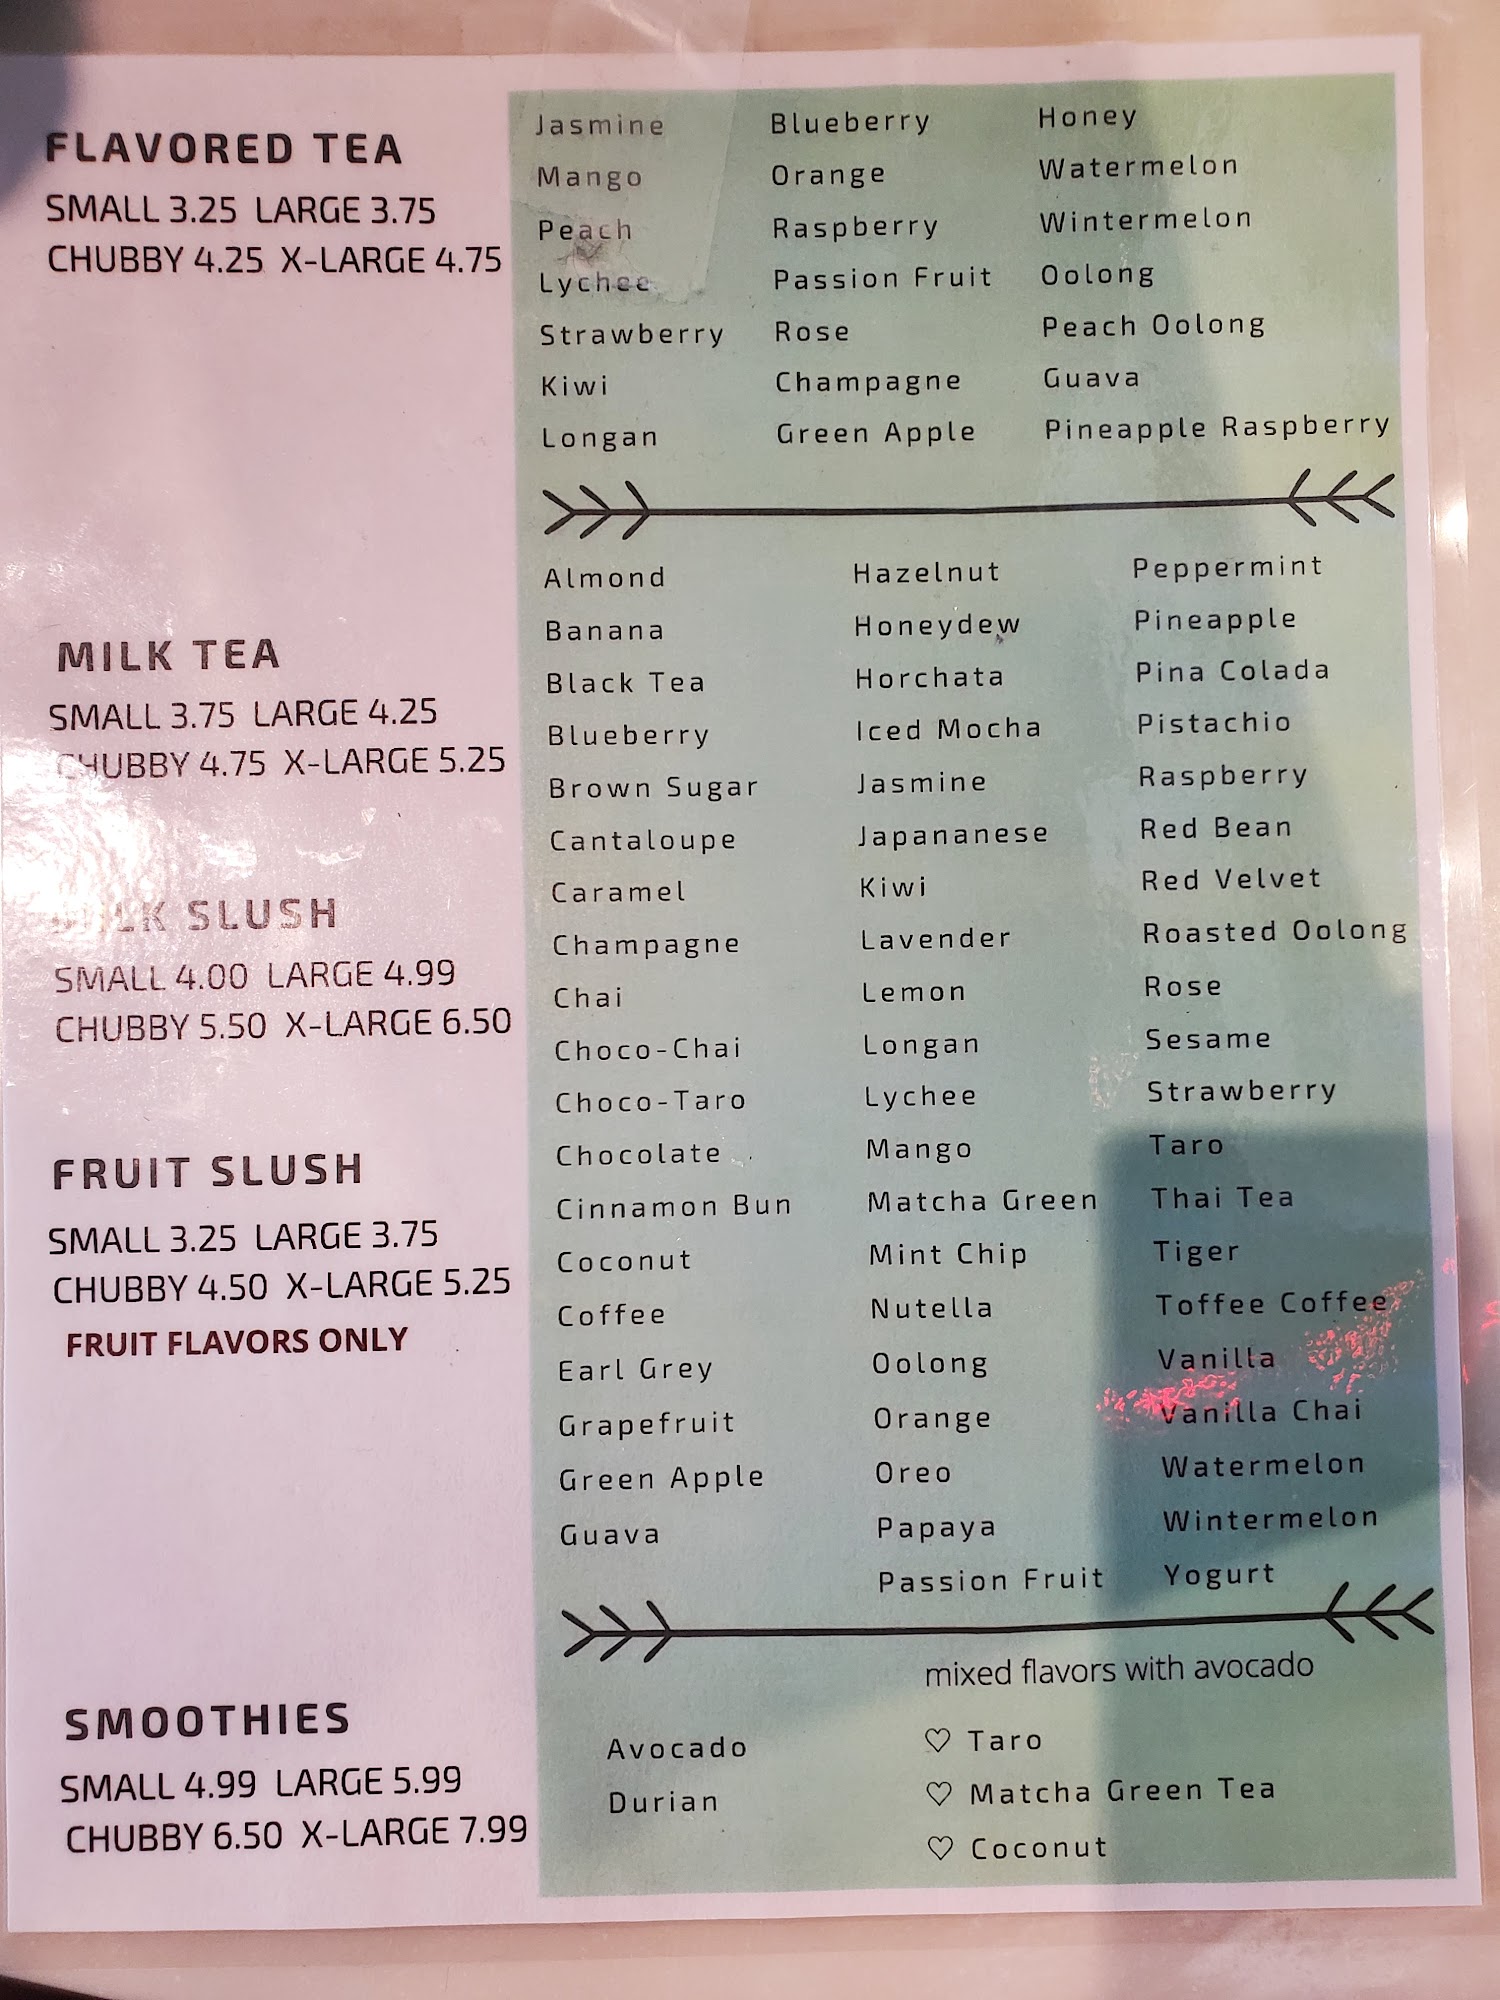 FLAVORED TEA
SMALL 3.25 LARGE 3.75
CHUBBY 4.25 X-LARGE 4.75
Jasmine
Mango
Peach
Lychee
Strawberry
Kiwi
Longan
Blueberry
Orange
Raspberry
Passion Fruit
Rose
Champagne
Green Apple
Honey
Watermelon
Wintermelon
Oolong
Peach Oolong
Guava
Pineapple Raspberry
MILK TEA
SMALL 3.75 LARGE 4.25
CHUBBY 4.75 X-LARGE 5.25
MILK SLUSH
SMALL 4.00 LARGE 4.99
CHUBBY 5.50 X-LARGE 6.50
FRUIT SLUSH
SMALL 3.25 LARGE 3.75
CHUBBY 4.50 X-LARGE 5.25
FRUIT FLAVORS ONLY
Almond
Banana
Black Tea
Blueberry
Brown Sugar
Cantaloupe
Caramel
Champagne
Chai
Choco-Chai
Choco-Taro
Chocolate
Cinnamon Bun
Coconut
Coffee
Earl Grey
Grapefruit
Green Apple
Guava
Hazelnut
Honeydew
Horchata
Iced Mocha
Jasmine
Japananese
Kiwi
Lavender
Lemon
Longan
Lychee
Mango
Matcha Green
Mint Chip
Nutella
Oolong
Orange
Oreo
Papaya
Passion Fruit
Peppermint
Pineapple
Pina Colada
Pistachio
Raspberry
Red Bean
Red Velvet
Roasted Oolong
Rose
Sesame
Strawberry
Taro
Thai Tea
Tiger
Toffee Coffee
Vanilla
Vanilla Chai
Watermelon
Wintermelon
Yogurt
SMOOTHIES
SMALL 4.99 LARGE 5.99
CHUBBY 6.50 X-LARGE 7.99
Avocado
Durian
mixed flavors with avocado
♡ Taro
♡ Matcha Green Tea
♡ Coconut